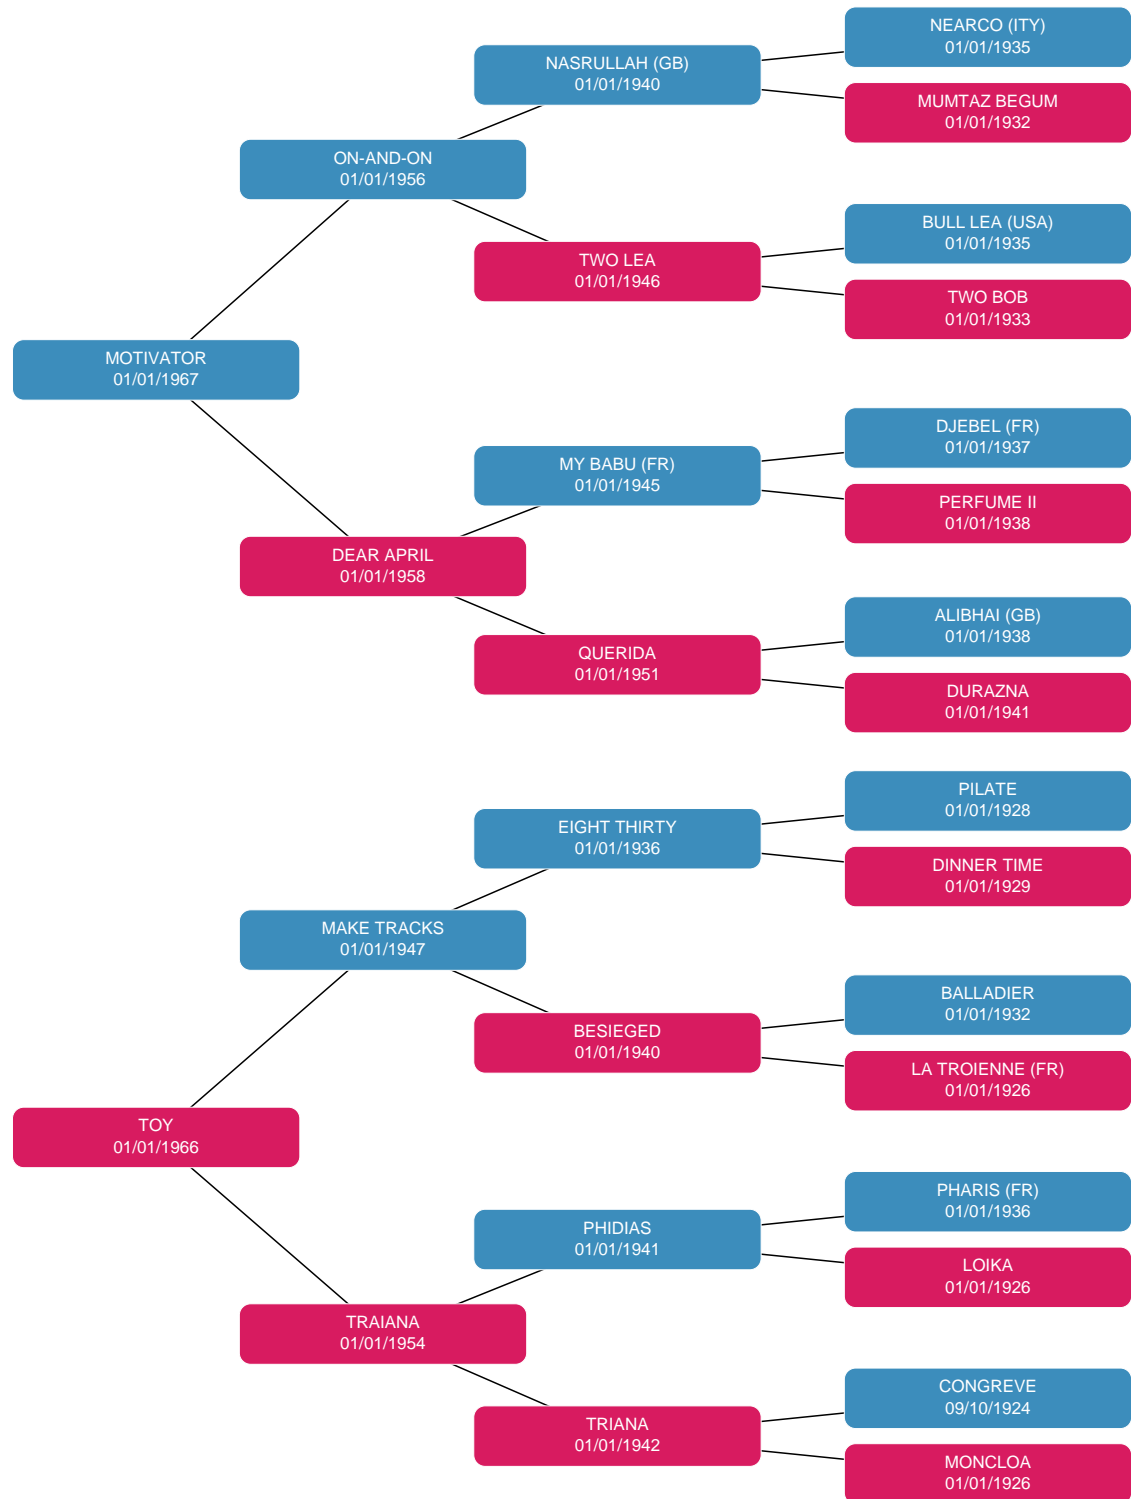 NEARCO (ITY)
01/01/1935
NASRULLAH (GB)
01/01/1940
MUMTAZ BEGUM
01/01/1932
ON-AND-ON
01/01/1956
BULL LEA (USA)
01/01/1935
TWO LEA
01/01/1946
TWO BOB
01/01/1933
MOTIVATOR
01/01/1967
DJEBEL (FR)
01/01/1937
MY BABU (FR)
01/01/1945
PERFUME II
01/01/1938
DEAR APRIL
01/01/1958
ALIBHAI (GB)
01/01/1938
QUERIDA
01/01/1951
DURAZNA
01/01/1941
PILATE
01/01/1928
EIGHT THIRTY
01/01/1936
DINNER TIME
01/01/1929
MAKE TRACKS
01/01/1947
BALLADIER
01/01/1932
BESIEGED
01/01/1940
LA TROIENNE (FR)
01/01/1926
TOY
01/01/1966
PHARIS (FR)
01/01/1936
PHIDIAS
01/01/1941
LOIKA
01/01/1926
TRAIANA
01/01/1954
CONGREVE
09/10/1924
TRIANA
01/01/1942
MONCLOA
01/01/1926